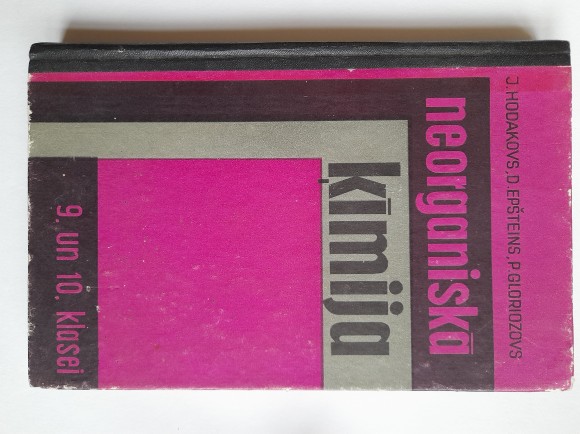 J. HODAKOVS, D. EPŠTEINS, P. GLORIOZOVS
neorganiskā
ķīmija
9. un 10. klasei